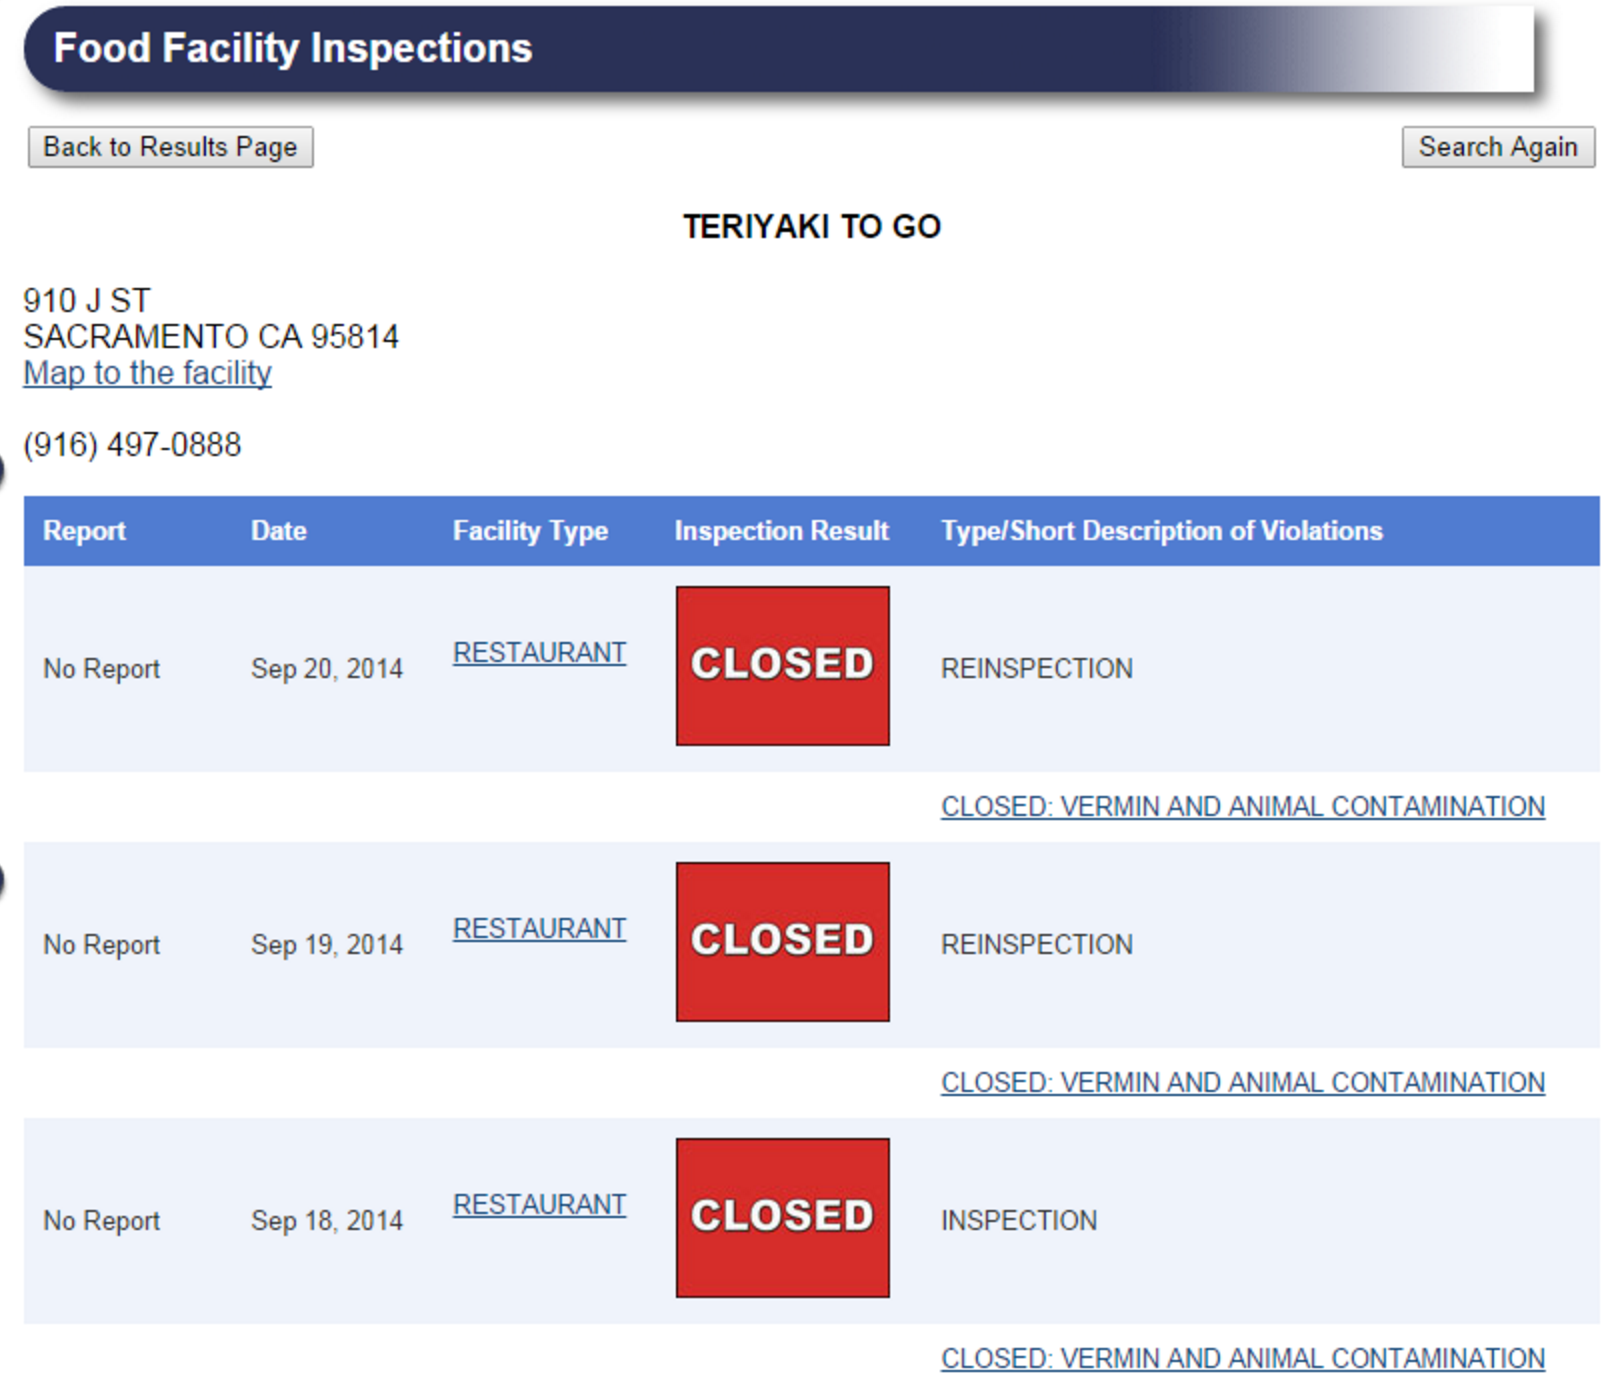 Food Facility Inspections
Back to Results Page Search Again
TERIYAKI TO GO
910 J ST
SACRAMENTO CA 95814
Map to the facility
(916) 497-0888
Report Date Facility Type Inspection Result Type/Short Description of Violations
No Report Sep 20, 2014 RESTAURANT CLOSED REINSPECTION
CLOSED: VERMIN AND ANIMAL CONTAMINATION
No Report Sep 19, 2014 RESTAURANT CLOSED REINSPECTION
CLOSED: VERMIN AND ANIMAL CONTAMINATION
No Report Sep 18, 2014 RESTAURANT CLOSED INSPECTION
CLOSED: VERMIN AND ANIMAL CONTAMINATION